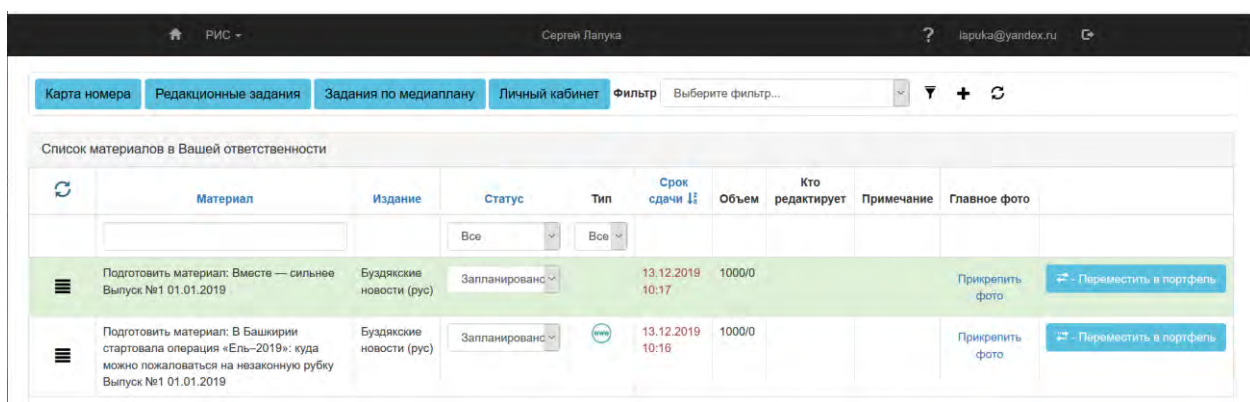 РИС
Сергей Лапука
? lapuka@yandex.ru
Карта номера Редакционные задания Задания по медиаплану Личный кабинет Фильтр Выберите фильтр...
Список материалов в Вашей ответственности
Материал Издание Статус Тип Срок сдачи Объем Кто редактирует Примечание Главное фото
Все Все
Подготовить материал: Вместе — сильнее
Выпуск №1 01.01.2019
Буздякские
новости (рус)
Запланировано
13.12.2019
10:17
1000/0
Прикрепить
фото
- Переместить в портфель
Подготовить материал: В Башкирии
стартовала операция «Ель–2019»: куда
можно пожаловаться на незаконную рубку
Выпуск №1 01.01.2019
Буздякские
новости (рус)
Запланировано
www
13.12.2019
10:16
1000/0
Прикрепить
фото
- Переместить в портфель